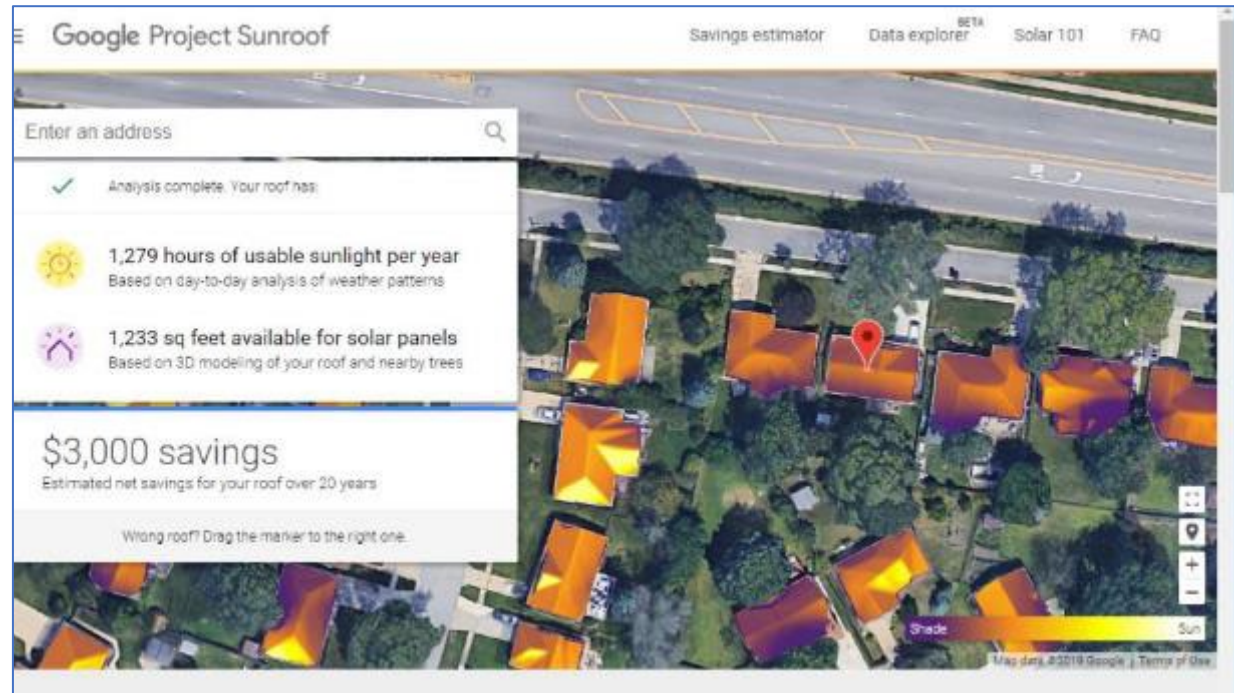 Google Project Sunroof
Savings estimator
Data explorer BETA
Solar 101
FAQ
Enter an address
Analysis complete. Your roof has:
1,279 hours of usable sunlight per year
Based on day-to-day analysis of weather patterns
1,233 sq feet available for solar panels
Based on 3D modeling of your roof and nearby trees
$3,000 savings
Estimated net savings for your roof over 20 years
Wrong roof? Drag the marker to the right one.
Shade
Sun
Map data ©2019 Google
Terms of Use